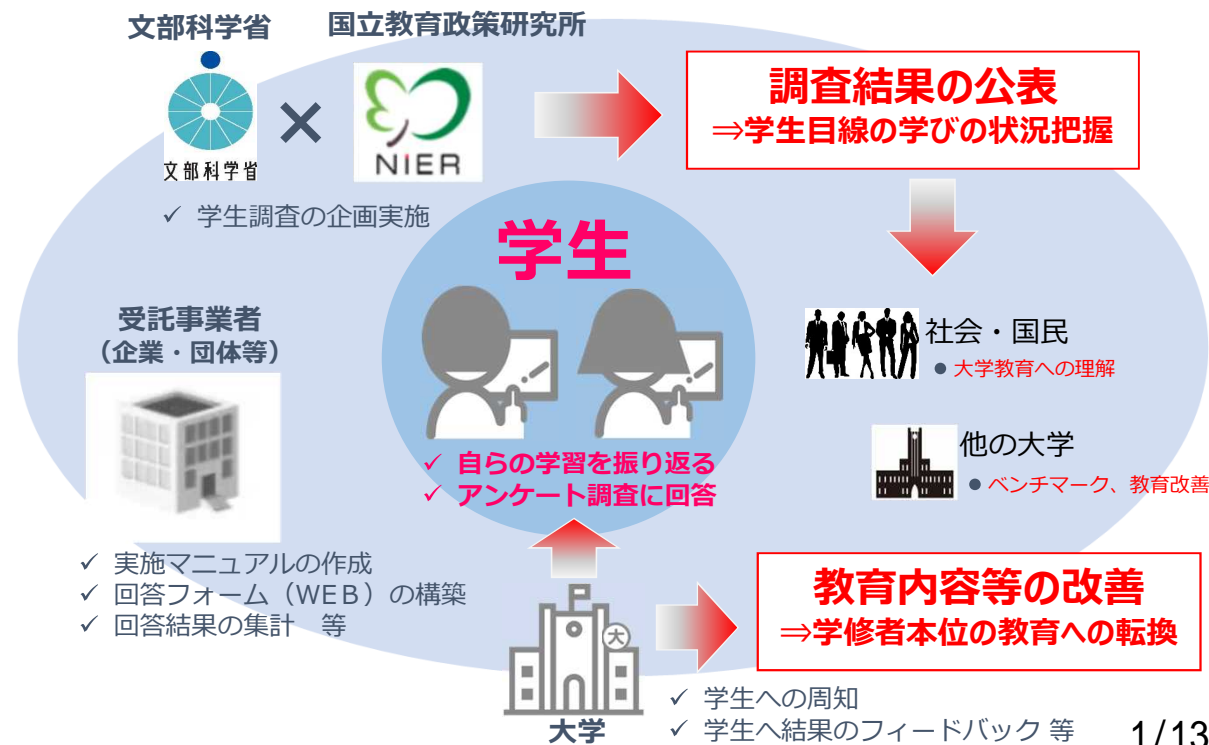 文部科学省
国立教育政策研究所
×
文部科学省
NIER
✓ 学生調査の企画実施
調査結果の公表
⇒学生目線の学びの状況把握
学生
✓ 自らの学習を振り返る
✓ アンケート調査に回答
受託事業者
（企業・団体等）
✓ 実施マニュアルの作成
✓ 回答フォーム（WEB）の構築
✓ 回答結果の集計　等
社会・国民
● 大学教育への理解
他の大学
● ベンチマーク、教育改善
教育内容等の改善
⇒学修者本位の教育への転換
大
大学
✓ 学生への周知
✓ 学生へ結果のフィードバック 等
1/13